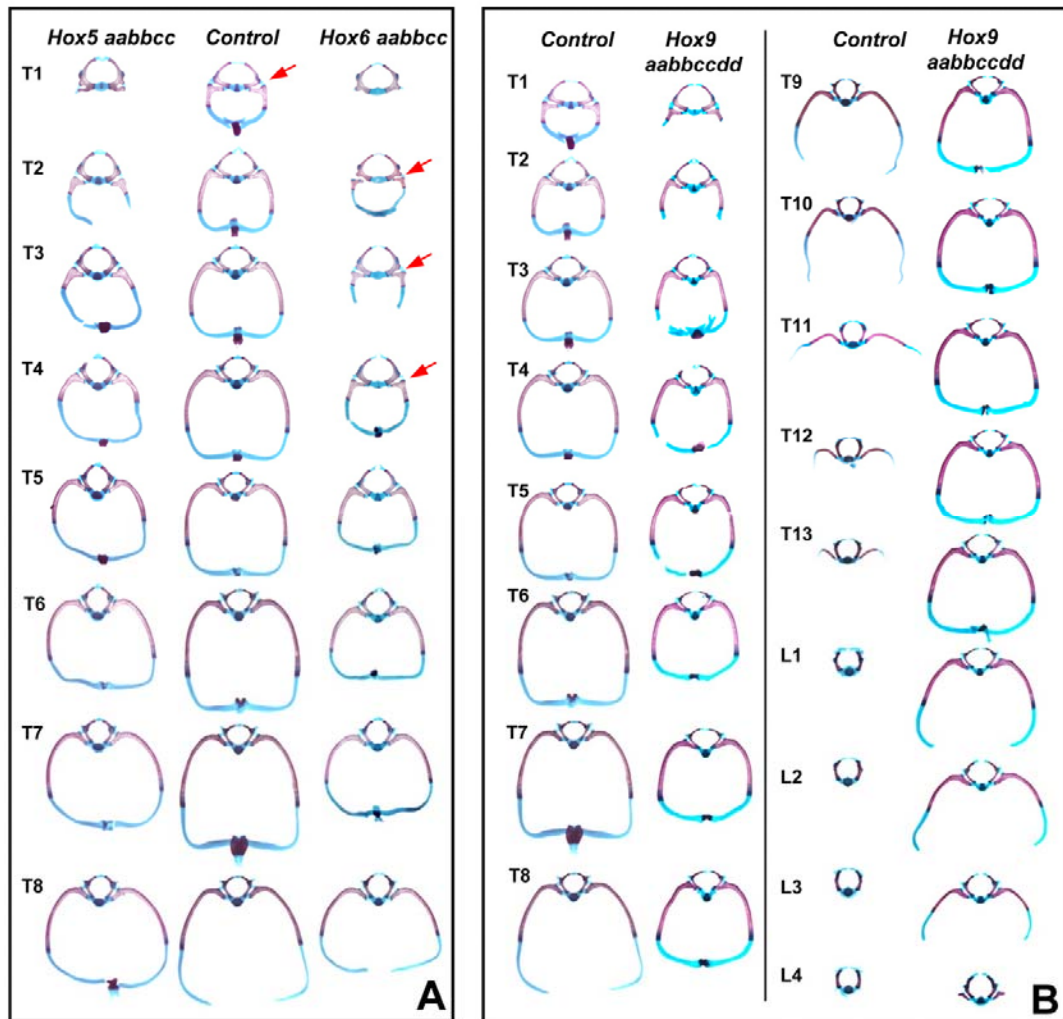 Hox5 aabbcc Control Hox6 aabbcc
T1
T2
T3
T4
T5
T6
T7
T8
A
Control Hox9 aabbccdd
T1
T2
T3
T4
T5
T6
T7
T8
Control Hox9 aabbccdd
T9
T10
T11
T12
T13
L1
L2
L3
L4
B